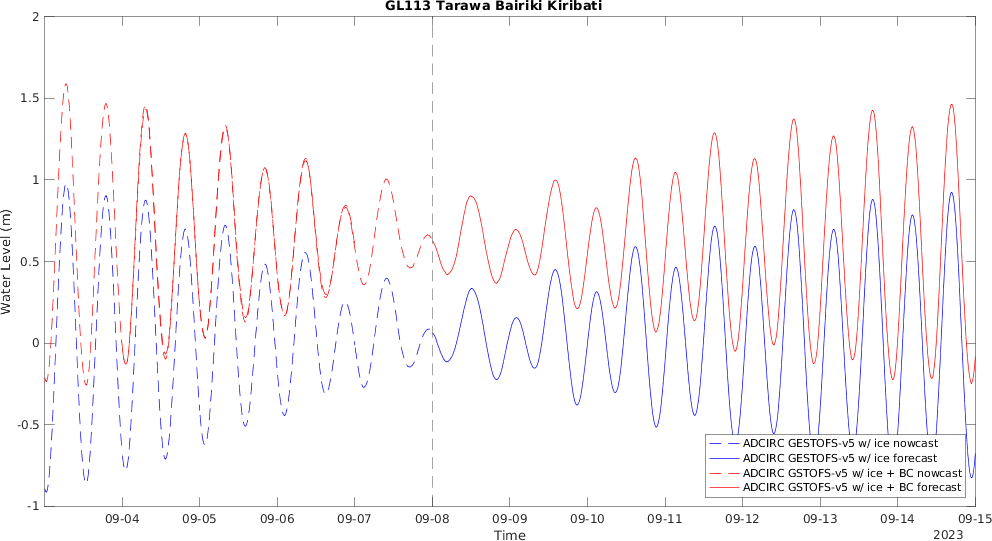 GL113 Tarawa Bairiki Kiribati
2
1.5
1
0.5
0
-0.5
-1
Water Level (m)
ADCIRC GESTOFS-v5 w/ ice nowcast
ADCIRC GESTOFS-v5 w/ ice forecast
ADCIRC GSTOFS-v5 w/ ice + BC nowcast
ADCIRC GSTOFS-v5 w/ ice + BC forecast
09-04 09-05 09-06 09-07 09-08 09-09 09-10 09-11 09-12 09-13 09-14 09-15
Time
2023